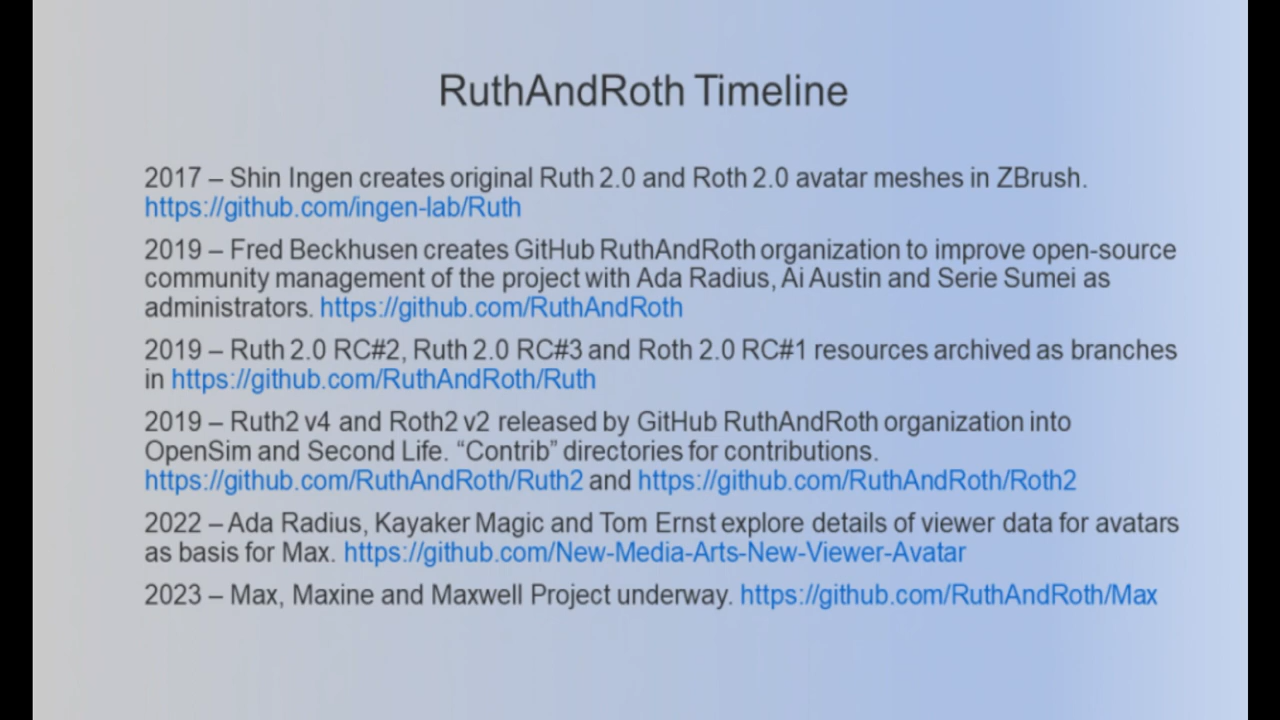 RuthAndRoth Timeline
2017 – Shin Ingen creates original Ruth 2.0 and Roth 2.0 avatar meshes in ZBrush.
https://github.com/ingen-lab/Ruth
2019 – Fred Beckhusen creates GitHub RuthAndRoth organization to improve open-source
community management of the project with Ada Radius, Ai Austin and Serie Sumei as
administrators. https://github.com/RuthAndRoth
2019 – Ruth 2.0 RC#2, Ruth 2.0 RC#3 and Roth 2.0 RC#1 resources archived as branches
in https://github.com/RuthAndRoth/Ruth
2019 – Ruth2 v4 and Roth2 v2 released by GitHub RuthAndRoth organization into
OpenSim and Second Life. “Contrib” directories for contributions.
https://github.com/RuthAndRoth/Ruth2 and https://github.com/RuthAndRoth/Roth2
2022 – Ada Radius, Kayaker Magic and Tom Ernst explore details of viewer data for avatars
as basis for Max. https://github.com/New-Media-Arts-New-Viewer-Avatar
2023 – Max, Maxine and Maxwell Project underway. https://github.com/RuthAndRoth/Max